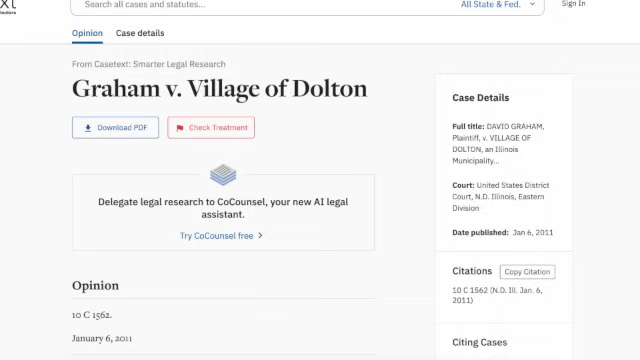 Search all cases and statutes...
All State & Fed.
Sign In
Opinion
Case details
From Casetext: Smarter Legal Research
Graham v. Village of Dolton
Download PDF
Check Treatment
Delegate legal research to CoCounsel, your new AI legal
assistant.
Try CoCounsel free >
Opinion
10 C 1562.
January 6, 2011
Case Details
Full title: DAVID GRAHAM,
Plaintiff, v. VILLAGE OF
DOLTON, an Illinois
Municipality...
Court: United States District
Court, N.D. Illinois, Eastern
Division
Date published: Jan 6, 2011
Citations
Copy Citation
10 C 1562 (N.D. Ill. Jan. 6,
2011)
Citing Cases